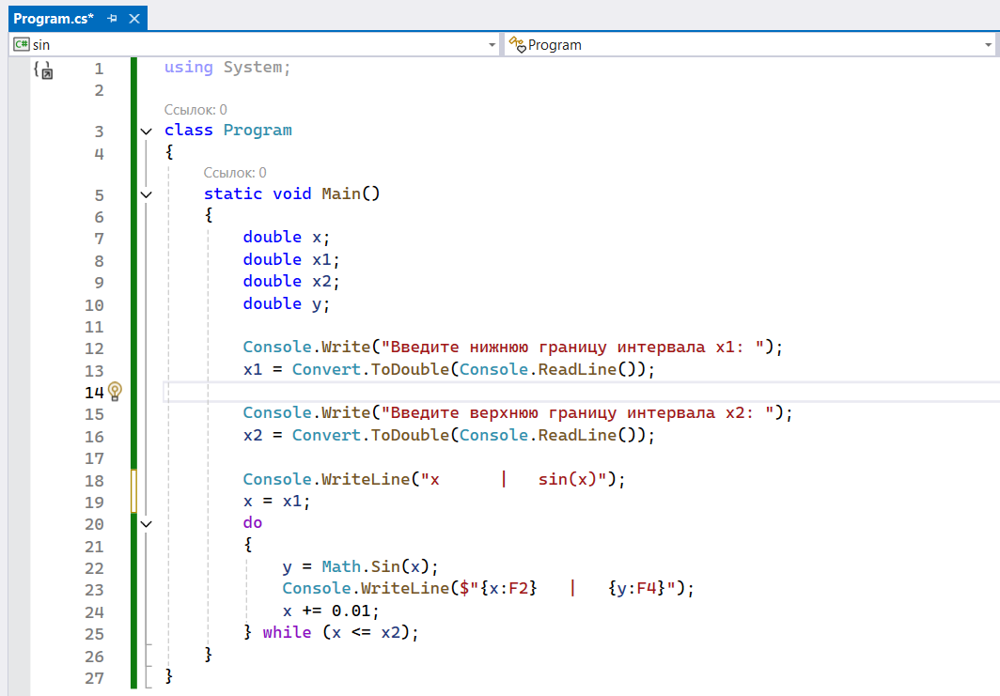 Program.cs*
C# sin Program
1 using System;
2
Ссылок: 0
3 class Program
4 {
Ссылок: 0
5 static void Main()
6 {
7 double x;
8 double x1;
9 double x2;
10 double y;
11
12 Console.Write("Введите нижнюю границу интервала x1: ");
13 x1 = Convert.ToDouble(Console.ReadLine());
14
15 Console.Write("Введите верхнюю границу интервала x2: ");
16 x2 = Convert.ToDouble(Console.ReadLine());
17
18 Console.WriteLine("x      |   sin(x)");
19 x = x1;
20 do
21 {
22 y = Math.Sin(x);
23 Console.WriteLine($"{x:F2}   |   {y:F4}");
24 x += 0.01;
25 } while (x <= x2);
26 }
27 }